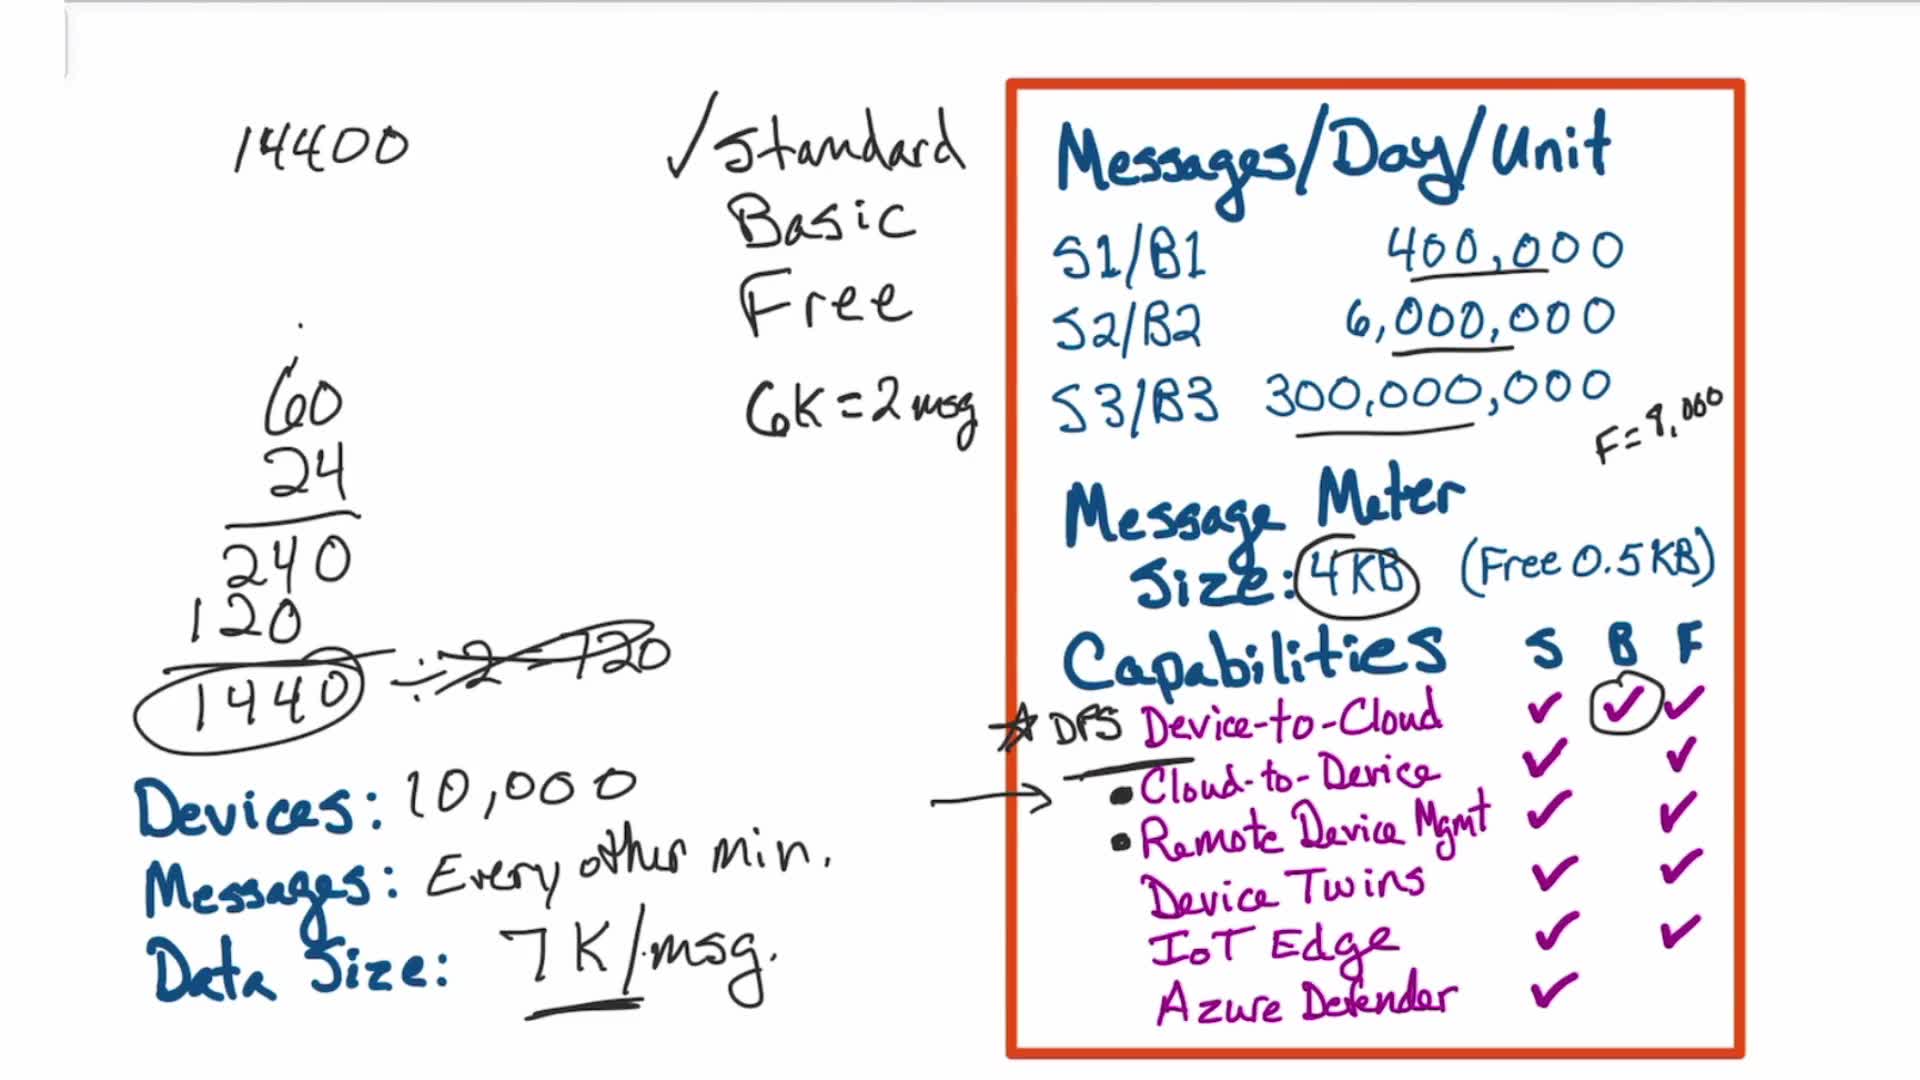 14400
60
24
240
120
1440 ÷ 2 = 720
Devices: 10,000
Messages: Every other min.
Data Size: 7K/msg.
✓Standard
Basic
Free
6K = 2 msg
Messages/Day/Unit
S1/B1 400,000
S2/B2 6,000,000
S3/B3 300,000,000
F = 8,000
Message Meter
Size: 4KB (Free 0.5KB)
Capabilities S B F
DPS Device-to-Cloud ✓ ✓ ✓
• Cloud-to-Device ✓ ✓
• Remote Device Mgmt ✓ ✓
Device Twins ✓ ✓
IoT Edge ✓ ✓
Azure Defender ✓